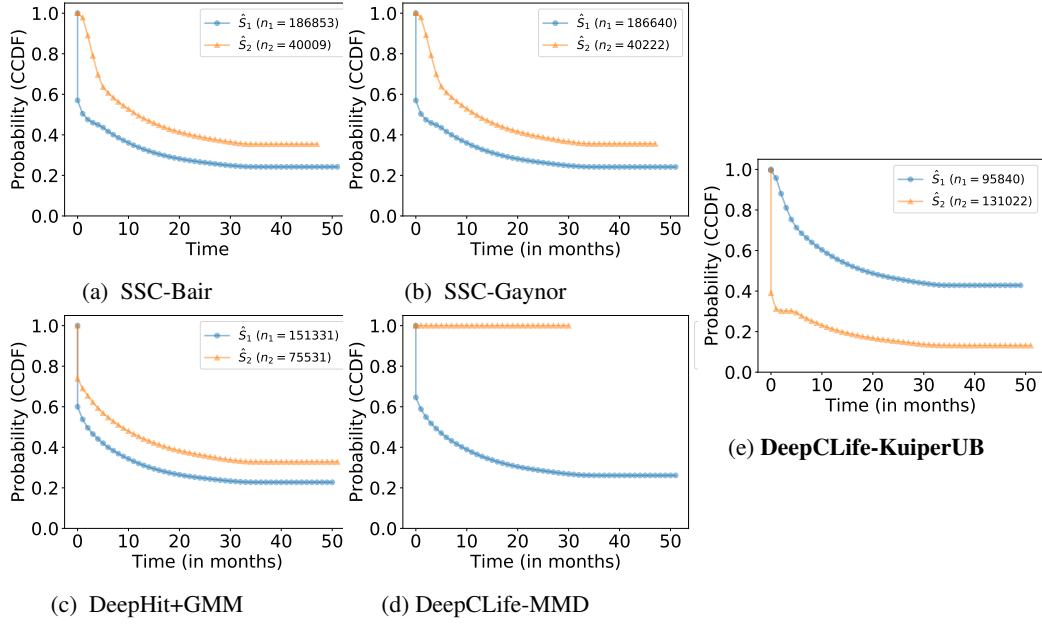 Probability (CCDF)
1.0
0.8
0.6
0.4
0.2
0.0
Ŝ₁ (n₁ = 186853)
Ŝ₂ (n₂ = 40009)
0 10 20 30 40 50
Time
(a) SSC-Bair
Probability (CCDF)
1.0
0.8
0.6
0.4
0.2
0.0
Ŝ₁ (n₁ = 186640)
Ŝ₂ (n₂ = 40222)
0 10 20 30 40 50
Time (in months)
(b) SSC-Gaynor
Probability (CCDF)
1.0
0.8
0.6
0.4
0.2
0.0
Ŝ₁ (n₁ = 151331)
Ŝ₂ (n₂ = 75531)
0 10 20 30 40 50
Time (in months)
(c) DeepHit+GMM
Probability (CCDF)
1.0
0.8
0.6
0.4
0.2
0.0
0 10 20 30 40 50
Time (in months)
(d) DeepCLife-MMD
Probability (CCDF)
1.0
0.8
0.6
0.4
0.2
0.0
Ŝ₁ (n₁ = 95840)
Ŝ₂ (n₂ = 131022)
0 10 20 30 40 50
Time (in months)
(e) DeepCLife-KuiperUB